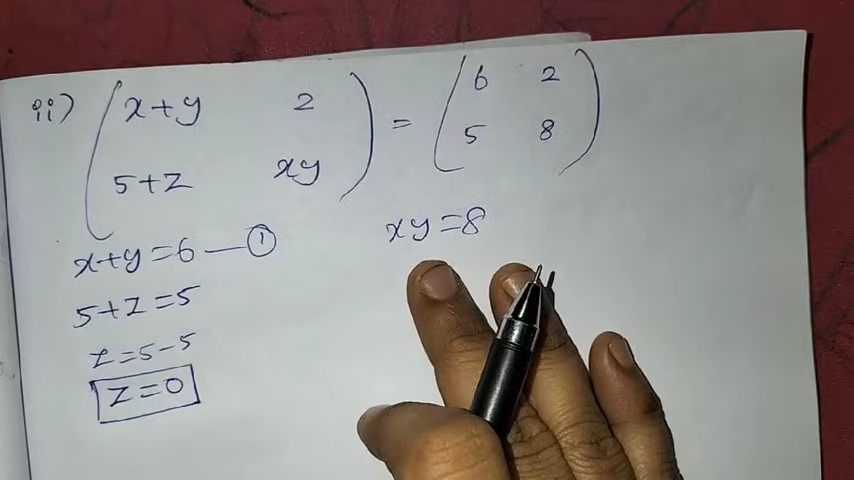 ii) ( x+y 2 ) = ( 6 2 )
( 5+z xy ) ( 5 8 )
x+y=6 — ① xy=8
5+z=5
z=5-5
z=0